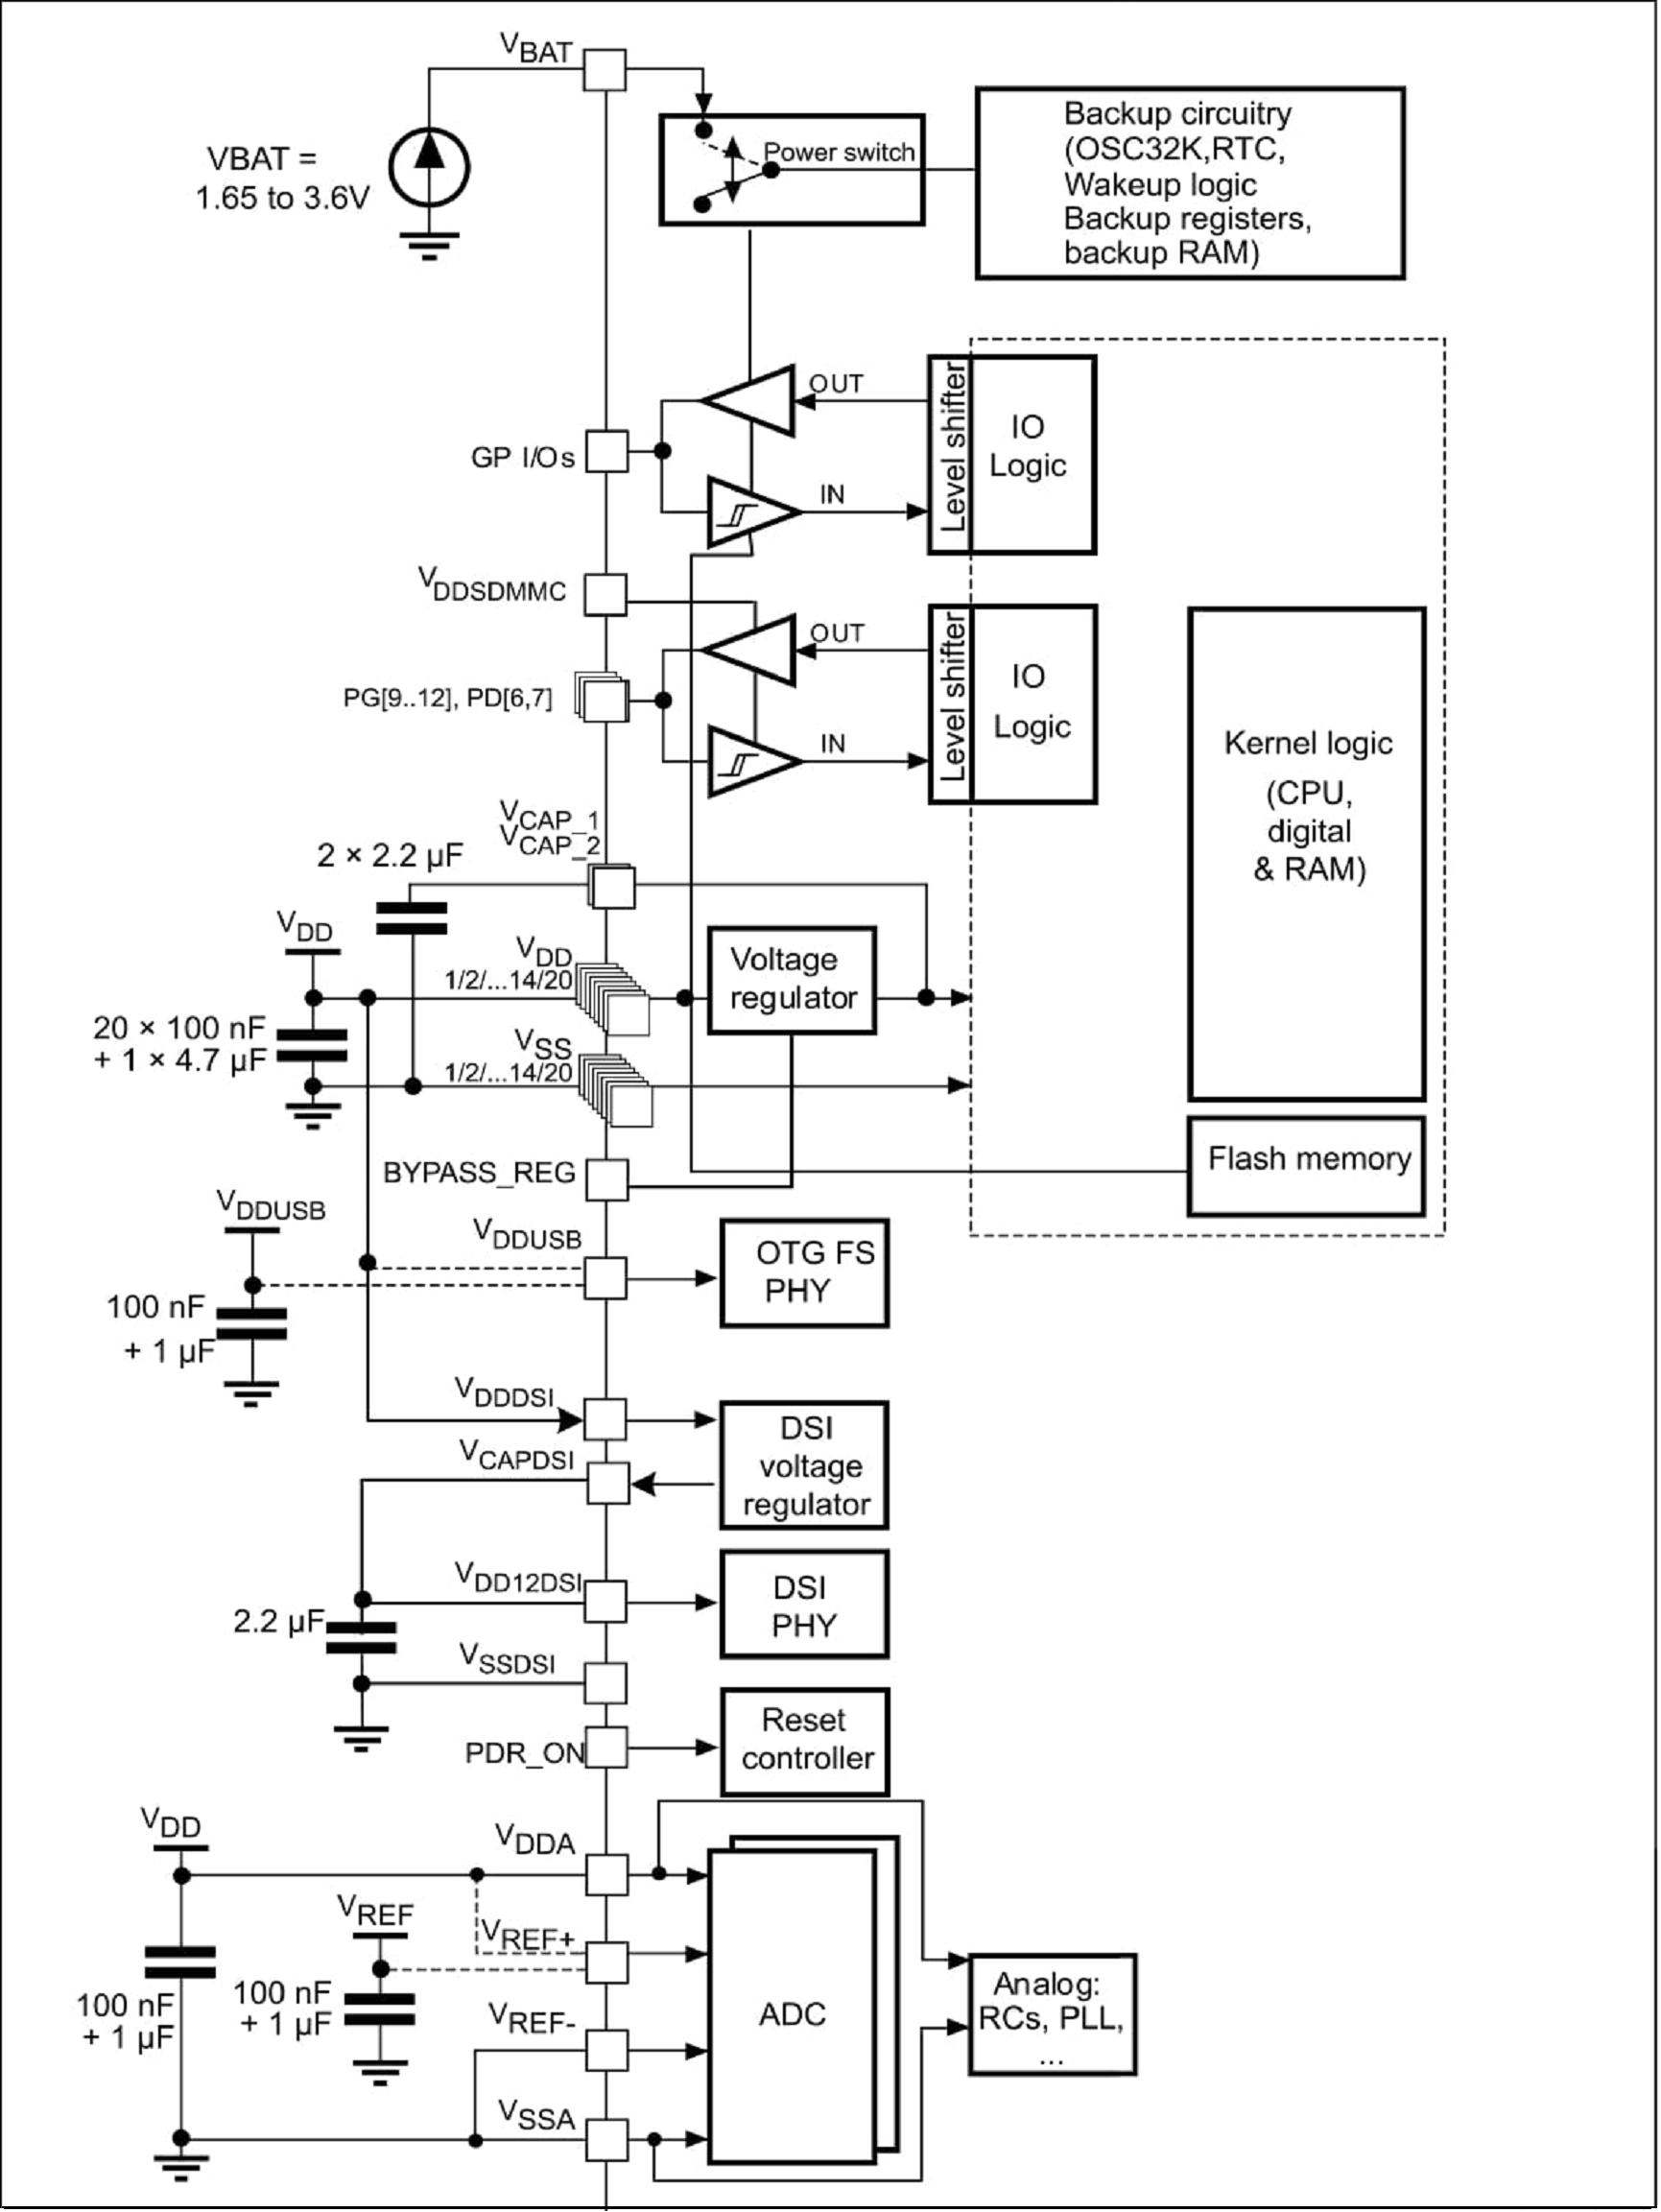 VBAT
VBAT =
1.65 to 3.6V
Power switch
Backup circuitry
(OSC32K,RTC,
Wakeup logic
Backup registers,
backup RAM)
OUT
GP I/Os
IN
Level shifter
IO
Logic
VDDSDMMC
OUT
PG[9..12], PD[6,7]
IN
Level shifter
IO
Logic
Kernel logic
(CPU,
digital
& RAM)
VCAP_1
VCAP_2
2 × 2.2 µF
VDD
VDD
1/2/...14/20
Voltage
regulator
20 × 100 nF
+ 1 × 4.7 µF
VSS
1/2/...14/20
BYPASS_REG
Flash memory
VDDUSB
VDDUSB
OTG FS
PHY
100 nF
+ 1 µF
VDDDSI
VCAPDSI
DSI
voltage
regulator
VDD12DSI
DSI
PHY
2.2 µF
VSSDSI
PDR_ON
Reset
controller
VDD
VDDA
VREF
VREF+
100 nF
+ 1 µF
100 nF
+ 1 µF
VREF-
ADC
Analog:
RCs, PLL,
...
VSSA